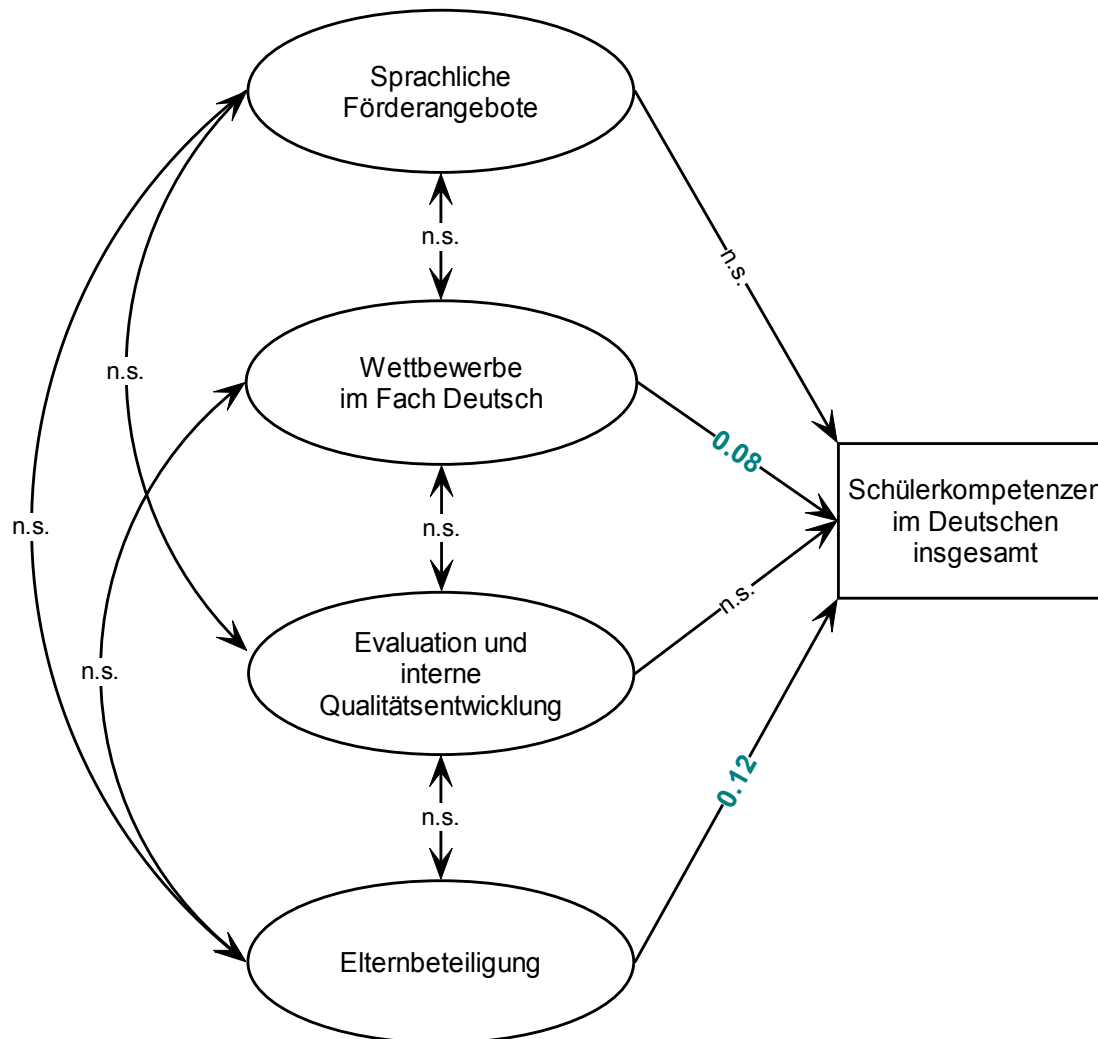 Sprachliche
Förderangebote
n.s.
n.s.
Wettbewerbe
im Fach Deutsch
n.s.
0.08
Schülerkompetenzen
im Deutschen
insgesamt
n.s.
n.s.
n.s.
Evaluation und
interne
Qualitätsentwicklung
n.s.
n.s.
0.12
Elternbeteiligung